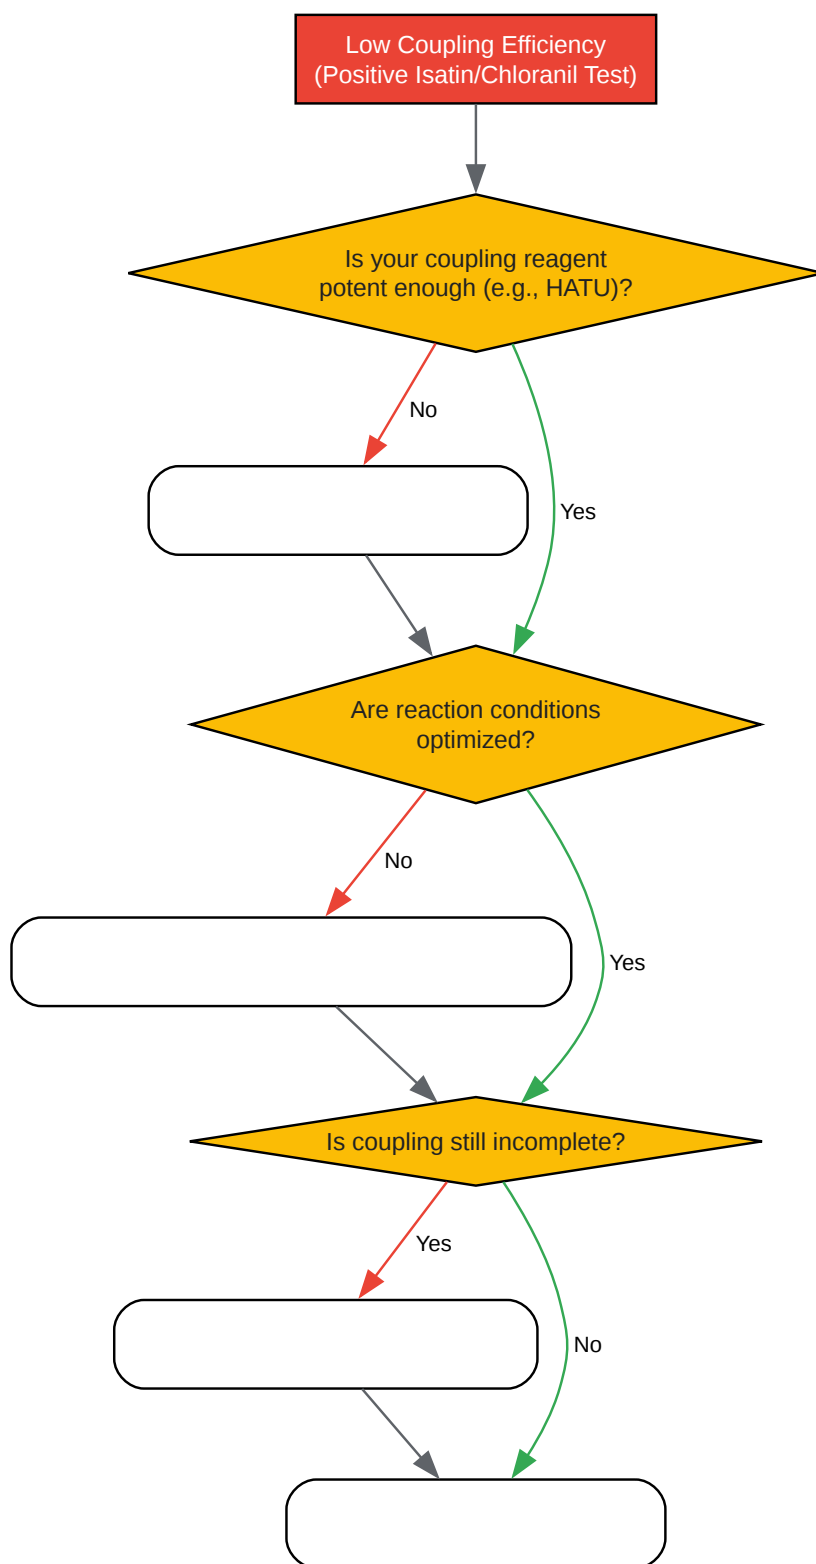 Low Coupling Efficiency
(Positive Isatin/Chloranil Test)
Is your coupling reagent
potent enough (e.g., HATU)?
No
Yes
Are reaction conditions
optimized?
No
Yes
Is coupling still incomplete?
Yes
No